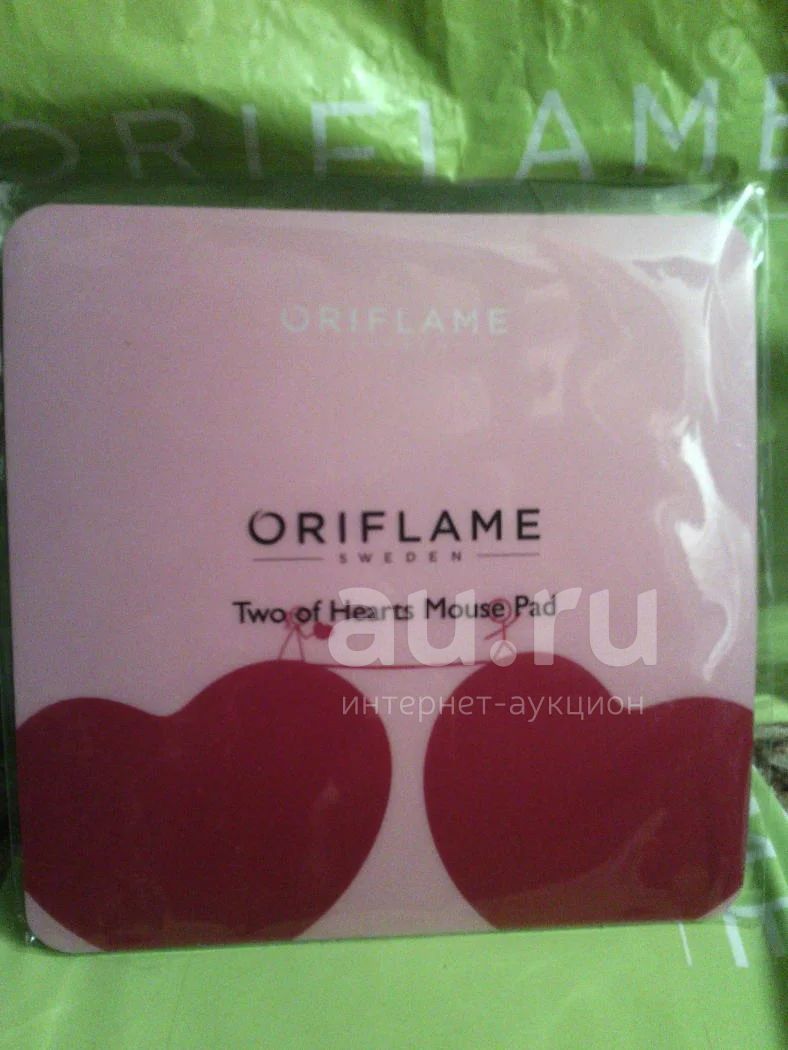 ORIFLAME
ORIFLAME
ORIFLAME
SWEDEN
Two of Hearts Mouse Pad
au.ru
интернет-аукцион